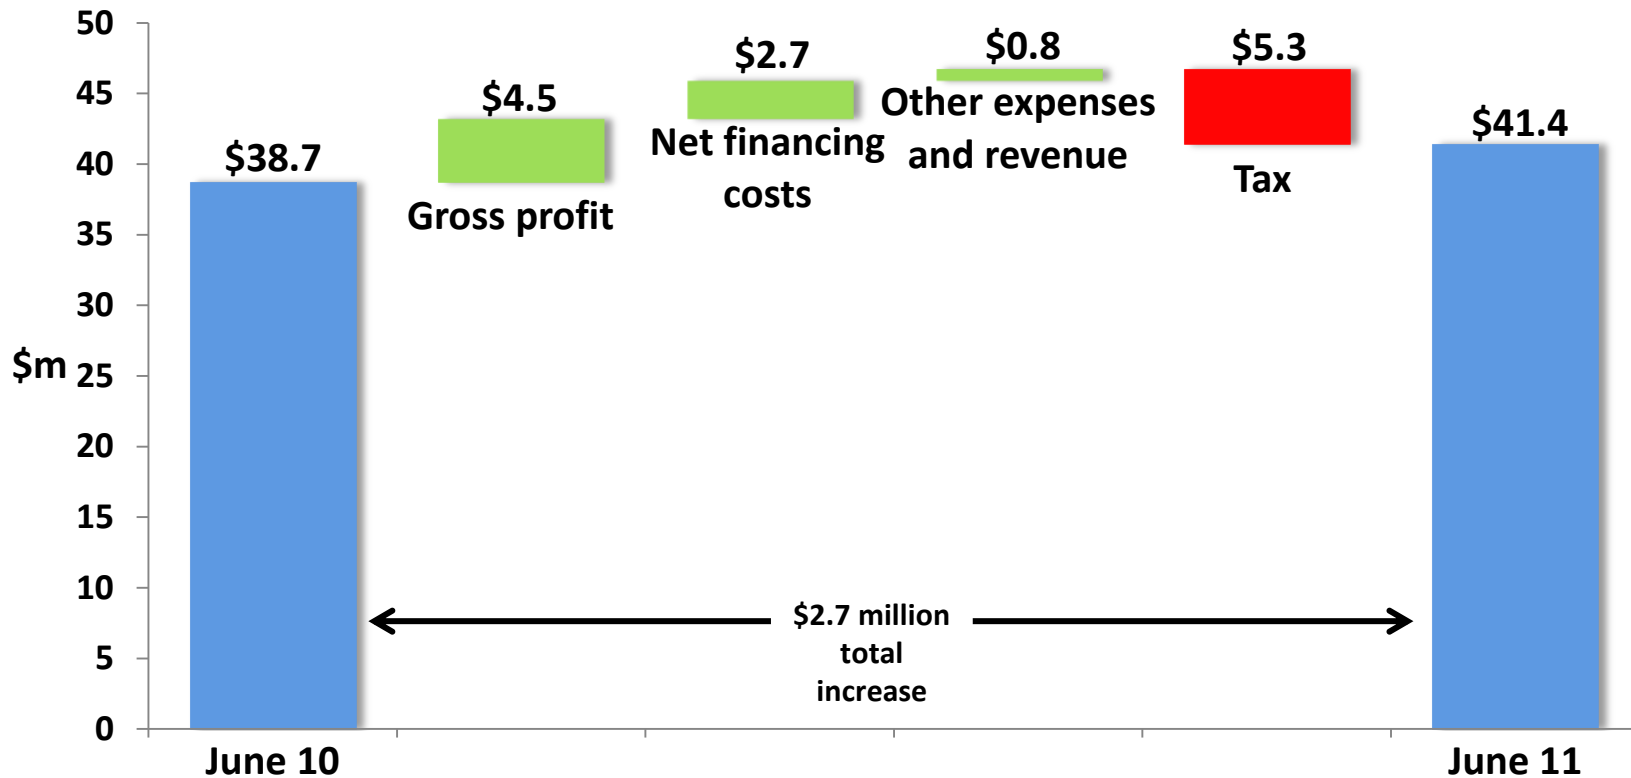 50
45
40
35
30
25
20
15
10
5
0
$m
$38.7
June 10
$4.5
Gross profit
$2.7
Net financing
costs
$0.8
Other expenses
and revenue
$5.3
Tax
$41.4
June 11
$2.7 million
total
increase